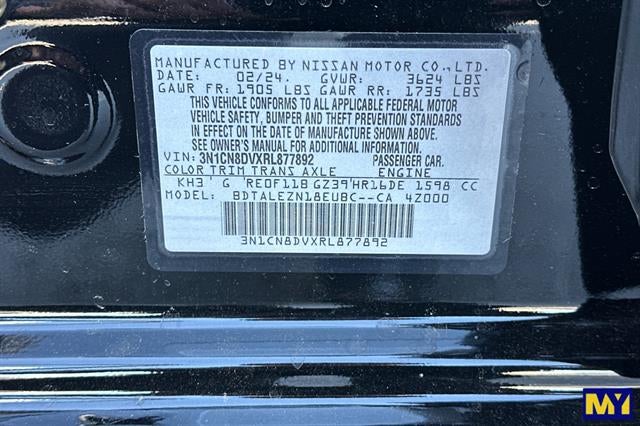 MANUFACTURED BY NISSAN MOTOR CO.,LTD.
DATE: 02/24. GVWR: 3624 LBS
GAWR FR: 1905 LBS GAWR RR: 1735 LBS
THIS VEHICLE CONFORMS TO ALL APPLICABLE FEDERAL MOTOR
VEHICLE SAFETY, BUMPER AND THEFT PREVENTION STANDARDS
IN EFFECT ON THE DATE OF MANUFACTURE SHOWN ABOVE.
SEE OWNER'S MANUAL FOR ADDITIONAL INFORMATION.
VIN: 3N1CN8DVXRL877892 PASSENGER CAR.
COLOR TRIM TRANS AXLE ENGINE
KH3' G 'RE0F11B GZ39'HR16DE 1598 CC
MODEL: BDTALEZN18EUBC--CA 4Z000
3N1CN8DVXRL877892
MY